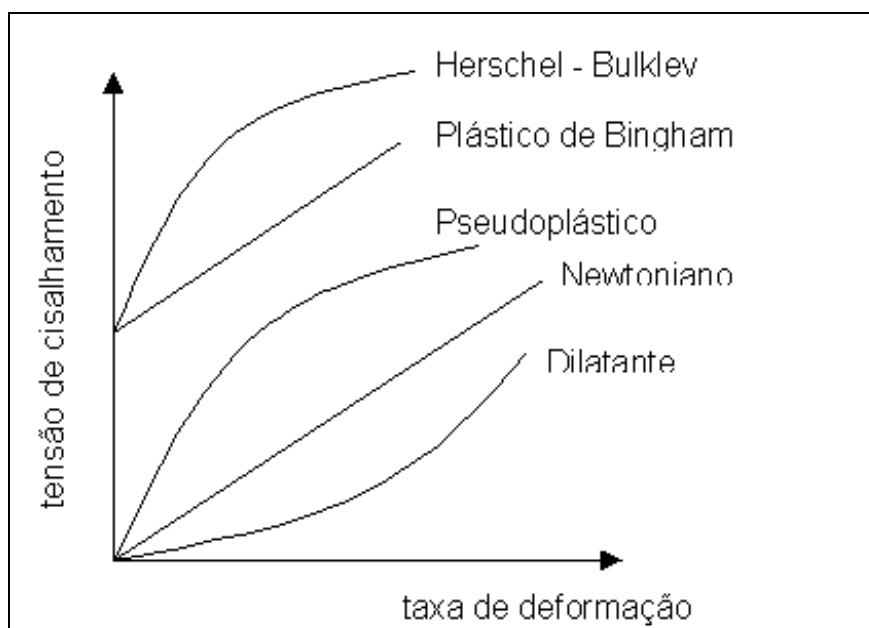 Herschel - Bulklev
Plástico de Bingham
Pseudoplástico
Newtoniano
Dilatante
tensão de cisalhamento
taxa de deformação